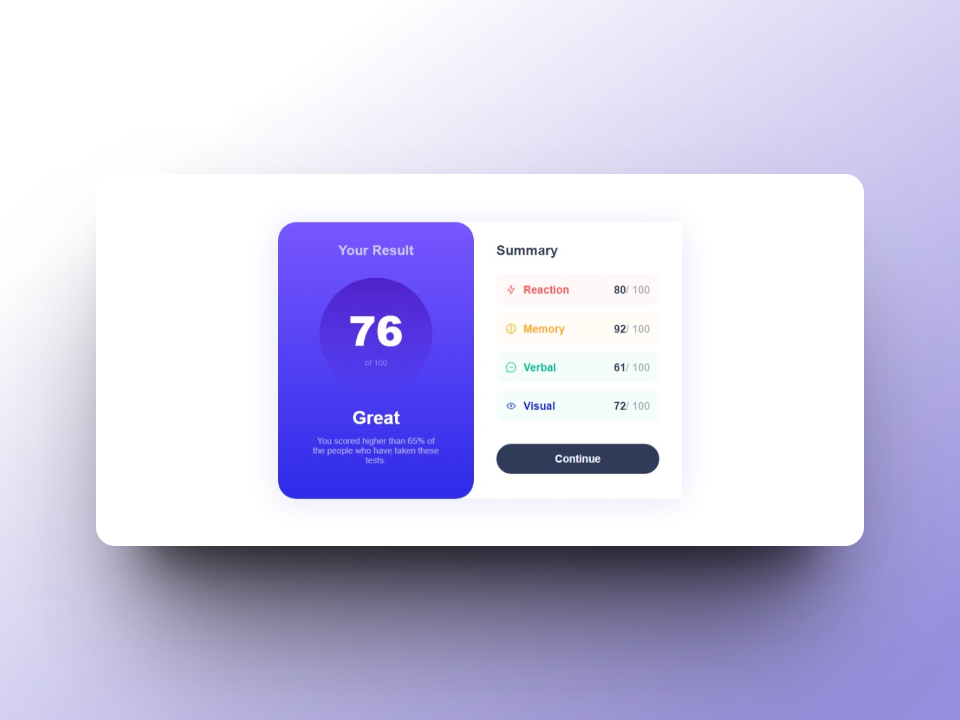 Your Result
76
of 100
Great
You scored higher than 65% of
the people who have taken these
tests.
Summary
Reaction 80/ 100
Memory 92/ 100
Verbal 61/ 100
Visual 72/ 100
Continue